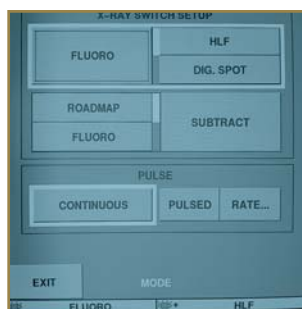 X-RAY SWITCH SETUP
FLUORO
HLF
DIG. SPOT
ROADMAP
FLUORO
SUBTRACT
PULSE
CONTINUOUS PULSED RATE...
EXIT
MODE
FLUORO HLF